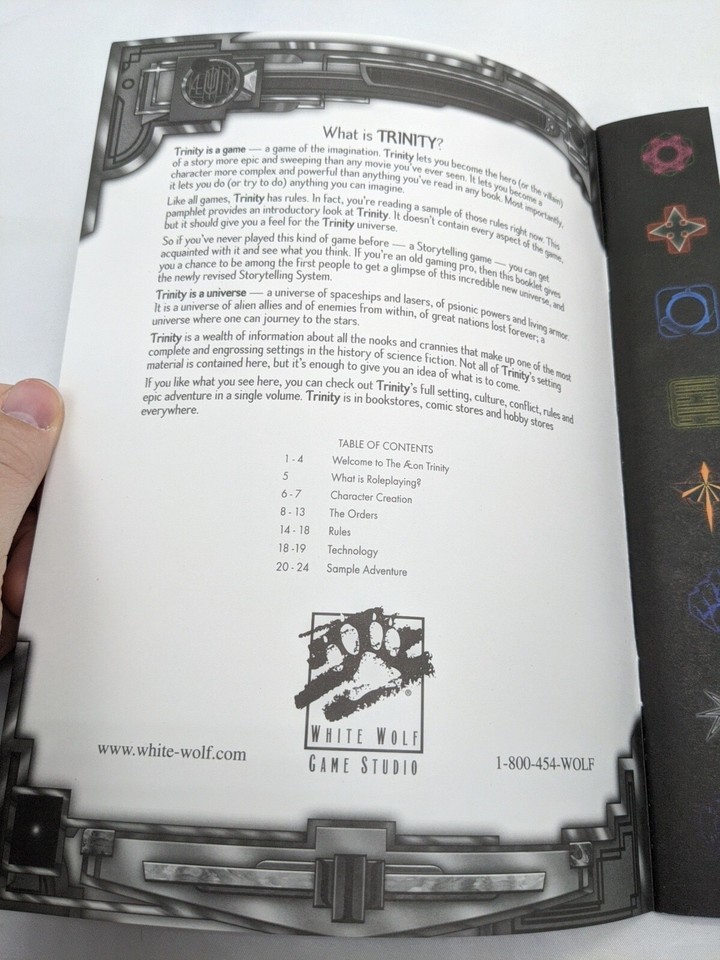 ÆON
What is TRINITY?
Trinity is a game — a game of the imagination. Trinity lets you become the hero (or the villain)
of a story more epic and sweeping than any movie you've ever seen. It lets you become a
character more complex and powerful than anything you've read in any book. Most importantly,
it lets you do (or try to do) anything you can imagine.
Like all games, Trinity has rules. In fact, you're reading a sample of those rules right now. This
pamphlet provides an introductory look at Trinity. It doesn't contain every aspect of the game,
but it should give you a feel for the Trinity universe.
So if you've never played this kind of game before — a Storytelling game — you can get
acquainted with it and see what you think. If you're an old gaming pro, then this booklet gives
you a chance to be among the first people to get a glimpse of this incredible new universe, and
the newly revised Storytelling System.
Trinity is a universe — a universe of spaceships and lasers, of psionic powers and living armor.
It is a universe of alien allies and of enemies from within, of great nations lost forever; a
universe where one can journey to the stars.
Trinity is a wealth of information about all the nooks and crannies that make up one of the most
complete and engrossing settings in the history of science fiction. Not all of Trinity's setting
material is contained here, but it's enough to give you an idea of what is to come.
If you like what you see here, you can check out Trinity's full setting, culture, conflict, rules and
epic adventure in a single volume. Trinity is in bookstores, comic stores and hobby stores
everywhere.
TABLE OF CONTENTS
1 - 4 Welcome to The Æon Trinity
5 What is Roleplaying?
6 - 7 Character Creation
8 - 13 The Orders
14 - 18 Rules
18 -19 Technology
20 - 24 Sample Adventure
®
WHITE WOLF
GAME STUDIO
www.white-wolf.com
1-800-454-WOLF